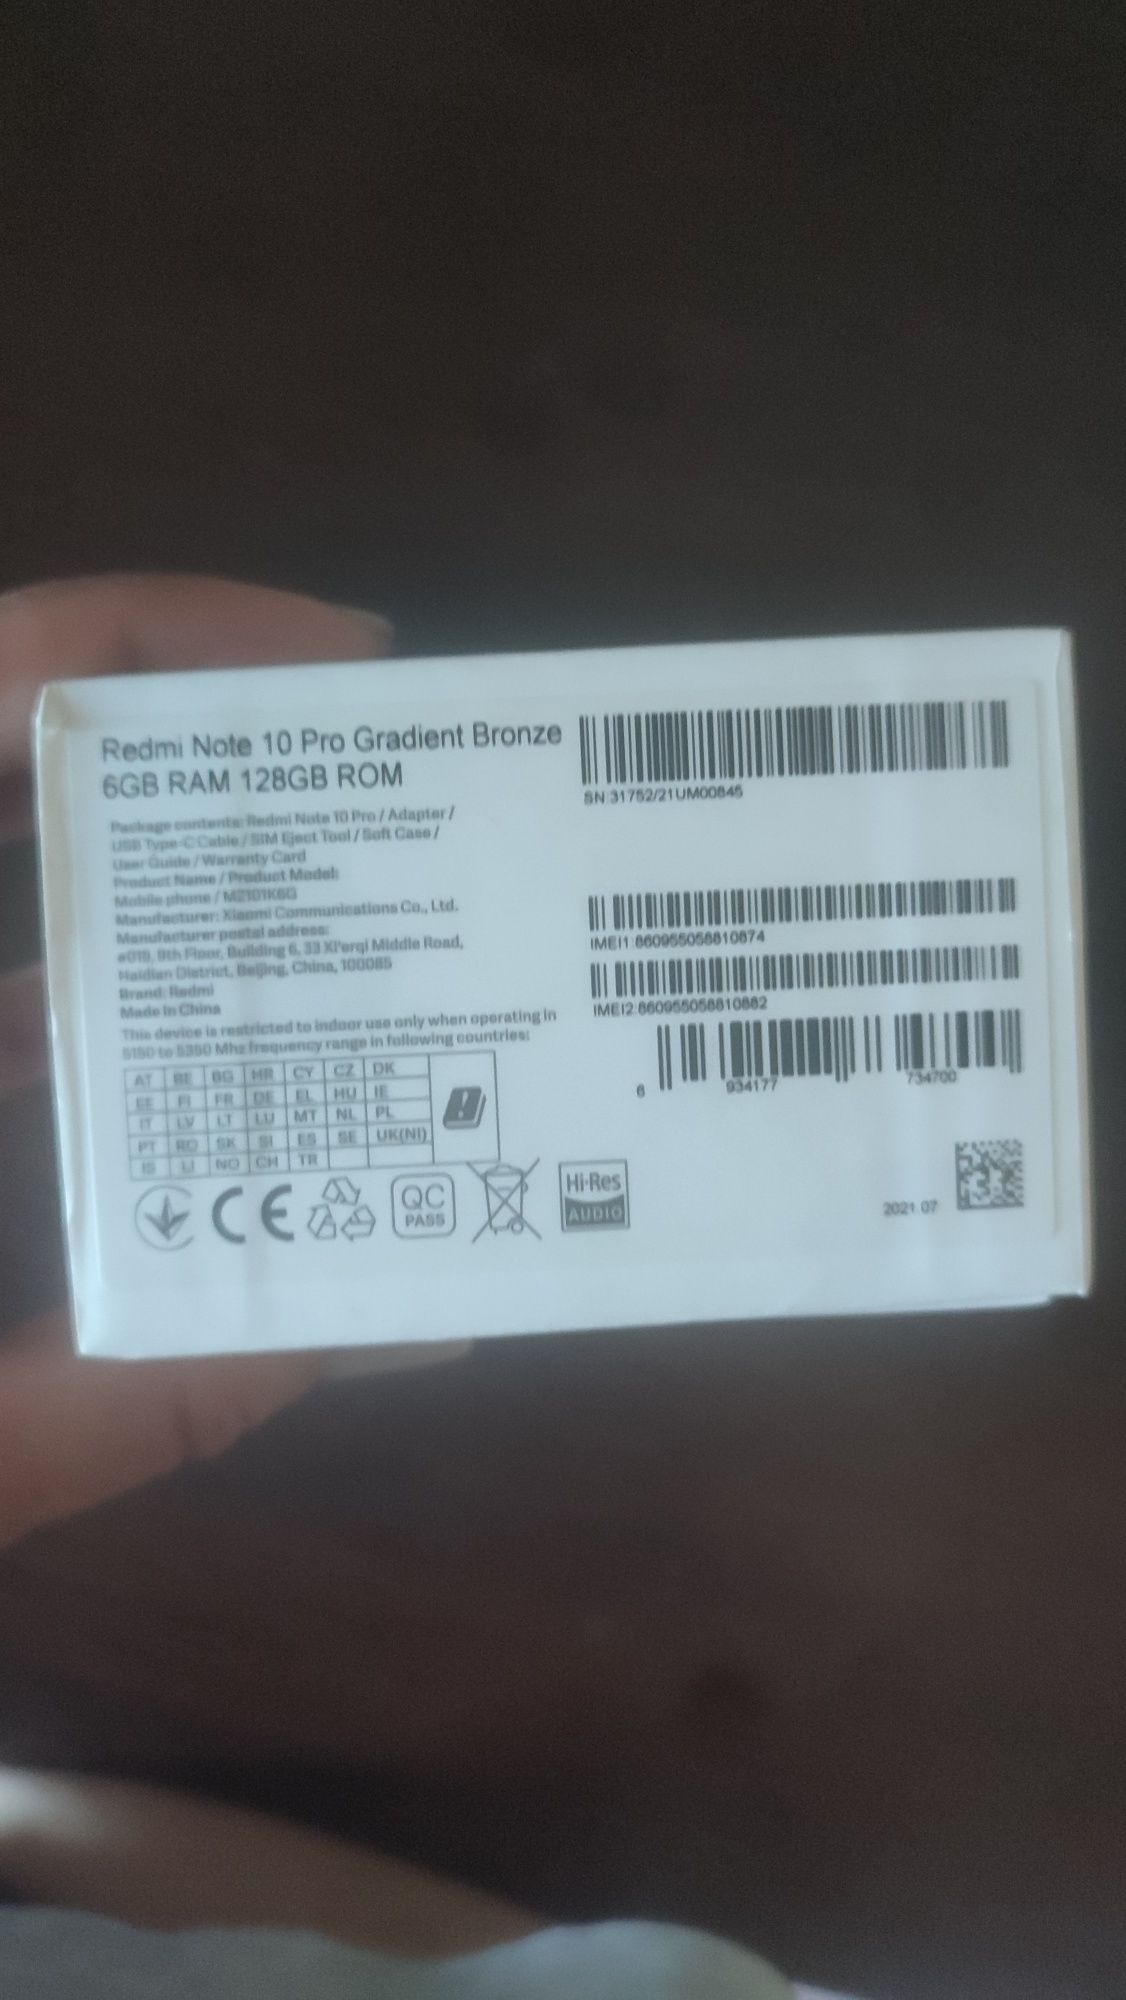 Redmi Note 10 Pro Gradient Bronze
6GB RAM 128GB ROM
Package contents: Redmi Note 10 Pro / Adapter /
USB Type-C Cable / SIM Eject Tool / Soft Case /
User Guide / Warranty Card
Product Name / Product Model:
Mobile phone / M2101K6G
Manufacturer: Xiaomi Communications Co., Ltd.
Manufacturer postal address:
#019, 9th Floor, Building 6, 33 Xi'erqi Middle Road,
Haidian District, Beijing, China, 100085
Brand: Redmi
Made in China
This device is restricted to indoor use only when operating in
5150 to 5350 Mhz frequency range in following countries:
AT BE BG HR CY CZ DK
EE FI FR DE EL HU IE
IT LV LT LU MT NL PL
PT RO SK SI ES SE UK(NI)
IS LI NO CH TR
CE
QC
PASS
Hi-Res
AUDIO
SN:31752/21UM00845
IMEI1:860955058810874
IMEI2:860955058810882
6 934177 734700
2021.07